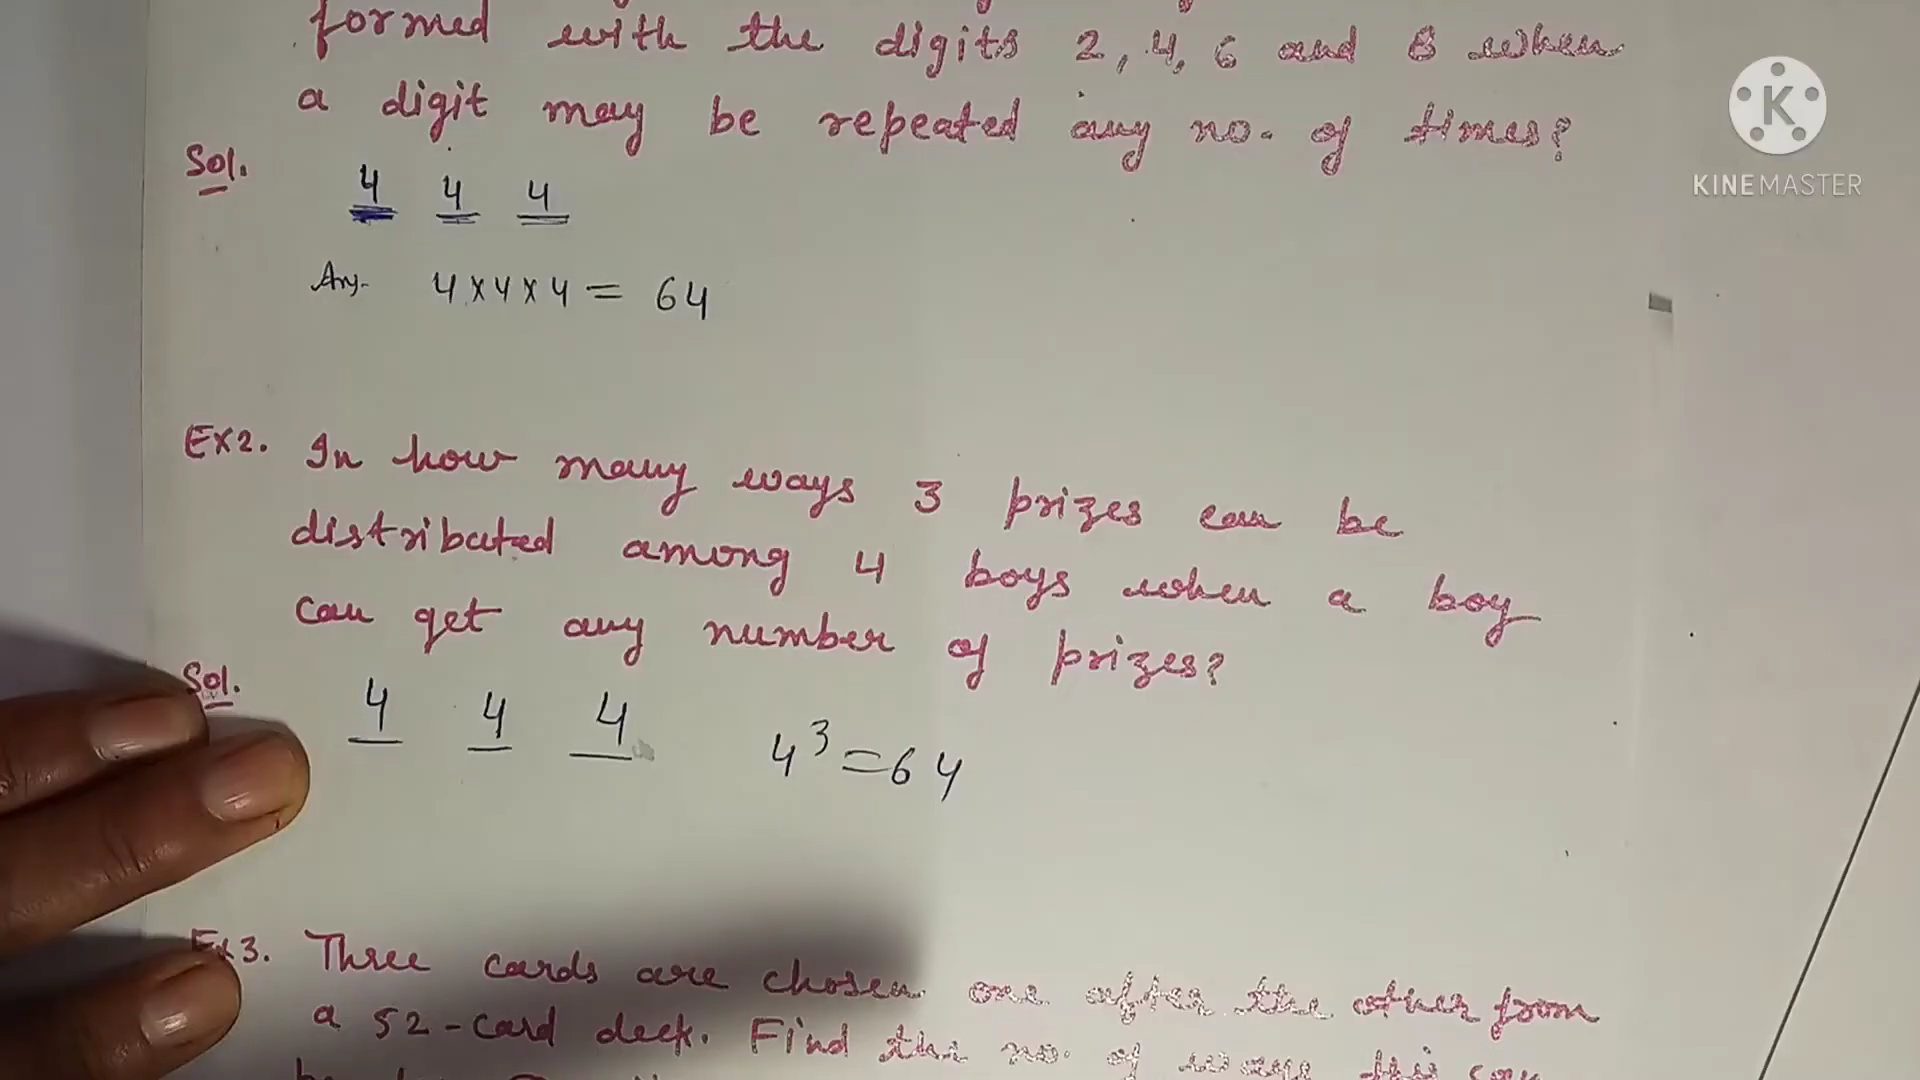 formed with the digits 2, 4, 6 and 8 when
a digit may be repeated any no. of times?
Sol.
4 4 4
Ans. 4 x 4 x 4 = 64
Ex2. In how many ways 3 prizes can be
distributed among 4 boys when a boy
can get any number of prizes?
Sol.
4 4 4 4³ = 64
Ex3. Three cards are chosen one after the other from
a 52-card deck. Find the no. of ways this can
K
KINEMASTER